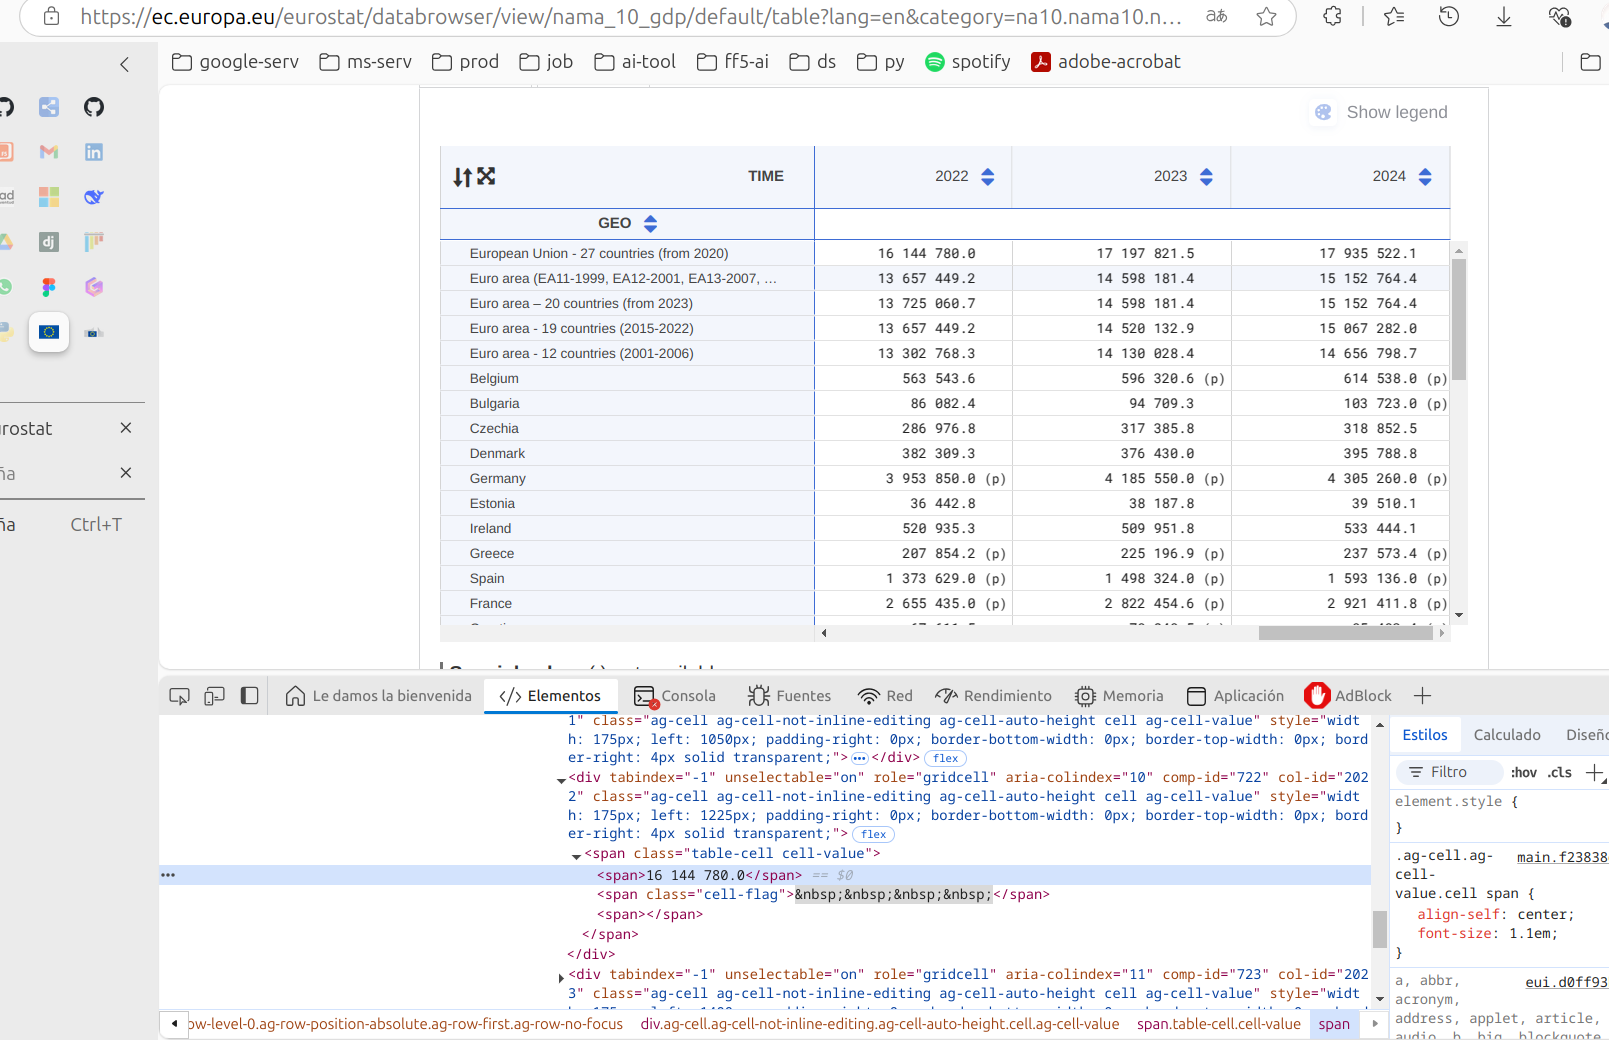 https://ec.europa.eu/eurostat/databrowser/view/nama_10_gdp/default/table?lang=en&category=na10.nama10.n...
google-serv ms-serv prod job ai-tool ff5-ai ds py spotify adobe-acrobat
Show legend
TIME 2022 2023 2024
GEO
European Union - 27 countries (from 2020) 16 144 780.0 17 197 821.5 17 935 522.1
Euro area (EA11-1999, EA12-2001, EA13-2007, … 13 657 449.2 14 598 181.4 15 152 764.4
Euro area – 20 countries (from 2023) 13 725 060.7 14 598 181.4 15 152 764.4
Euro area - 19 countries (2015-2022) 13 657 449.2 14 520 132.9 15 067 282.0
Euro area - 12 countries (2001-2006) 13 302 768.3 14 130 028.4 14 656 798.7
Belgium 563 543.6 596 320.6 (p) 614 538.0 (p)
Bulgaria 86 082.4 94 709.3 103 723.0 (p)
Czechia 286 976.8 317 385.8 318 852.5
Denmark 382 309.3 376 430.0 395 788.8
Germany 3 953 850.0 (p) 4 185 550.0 (p) 4 305 260.0 (p)
Estonia 36 442.8 38 187.8 39 510.1
Ireland 520 935.3 509 951.8 533 444.1
Greece 207 854.2 (p) 225 196.9 (p) 237 573.4 (p)
Spain 1 373 629.0 (p) 1 498 324.0 (p) 1 593 136.0 (p)
France 2 655 435.0 (p) 2 822 454.6 (p) 2 921 411.8 (p)
ad
dj
in
rostat
ña
ña Ctrl+T
Le damos la bienvenida Elementos Consola Fuentes Red Rendimiento Memoria Aplicación AdBlock
1" class="ag-cell ag-cell-not-inline-editing ag-cell-auto-height cell ag-cell-value" style="widt
h: 175px; left: 1050px; padding-right: 0px; border-bottom-width: 0px; border-top-width: 0px; bord
er-right: 4px solid transparent;">…</div> flex
<div tabindex="-1" unselectable="on" role="gridcell" aria-colindex="10" comp-id="722" col-id="202
2" class="ag-cell ag-cell-not-inline-editing ag-cell-auto-height cell ag-cell-value" style="widt
h: 175px; left: 1225px; padding-right: 0px; border-bottom-width: 0px; border-top-width: 0px; bord
er-right: 4px solid transparent;"> flex
<span class="table-cell cell-value">
<span>16 144 780.0</span> == $0
<span class="cell-flag">&nbsp;&nbsp;&nbsp;&nbsp;</span>
<span></span>
</span>
</div>
<div tabindex="-1" unselectable="on" role="gridcell" aria-colindex="11" comp-id="723" col-id="202
3" class="ag-cell ag-cell-not-inline-editing ag-cell-auto-height cell ag-cell-value" style="widt
ow-level-0.ag-row-position-absolute.ag-row-first.ag-row-no-focus div.ag-cell.ag-cell-not-inline-editing.ag-cell-auto-height.cell.ag-cell-value span.table-cell.cell-value span
Estilos Calculado Diseño
Filtro :hov .cls
element.style {
}
.ag-cell.ag- main.f23838
cell-
value.cell span {
align-self: center;
font-size: 1.1em;
}
a, abbr, eui.d0ff93
acronym,
address, applet, article,
audio, b, big, blockquote,